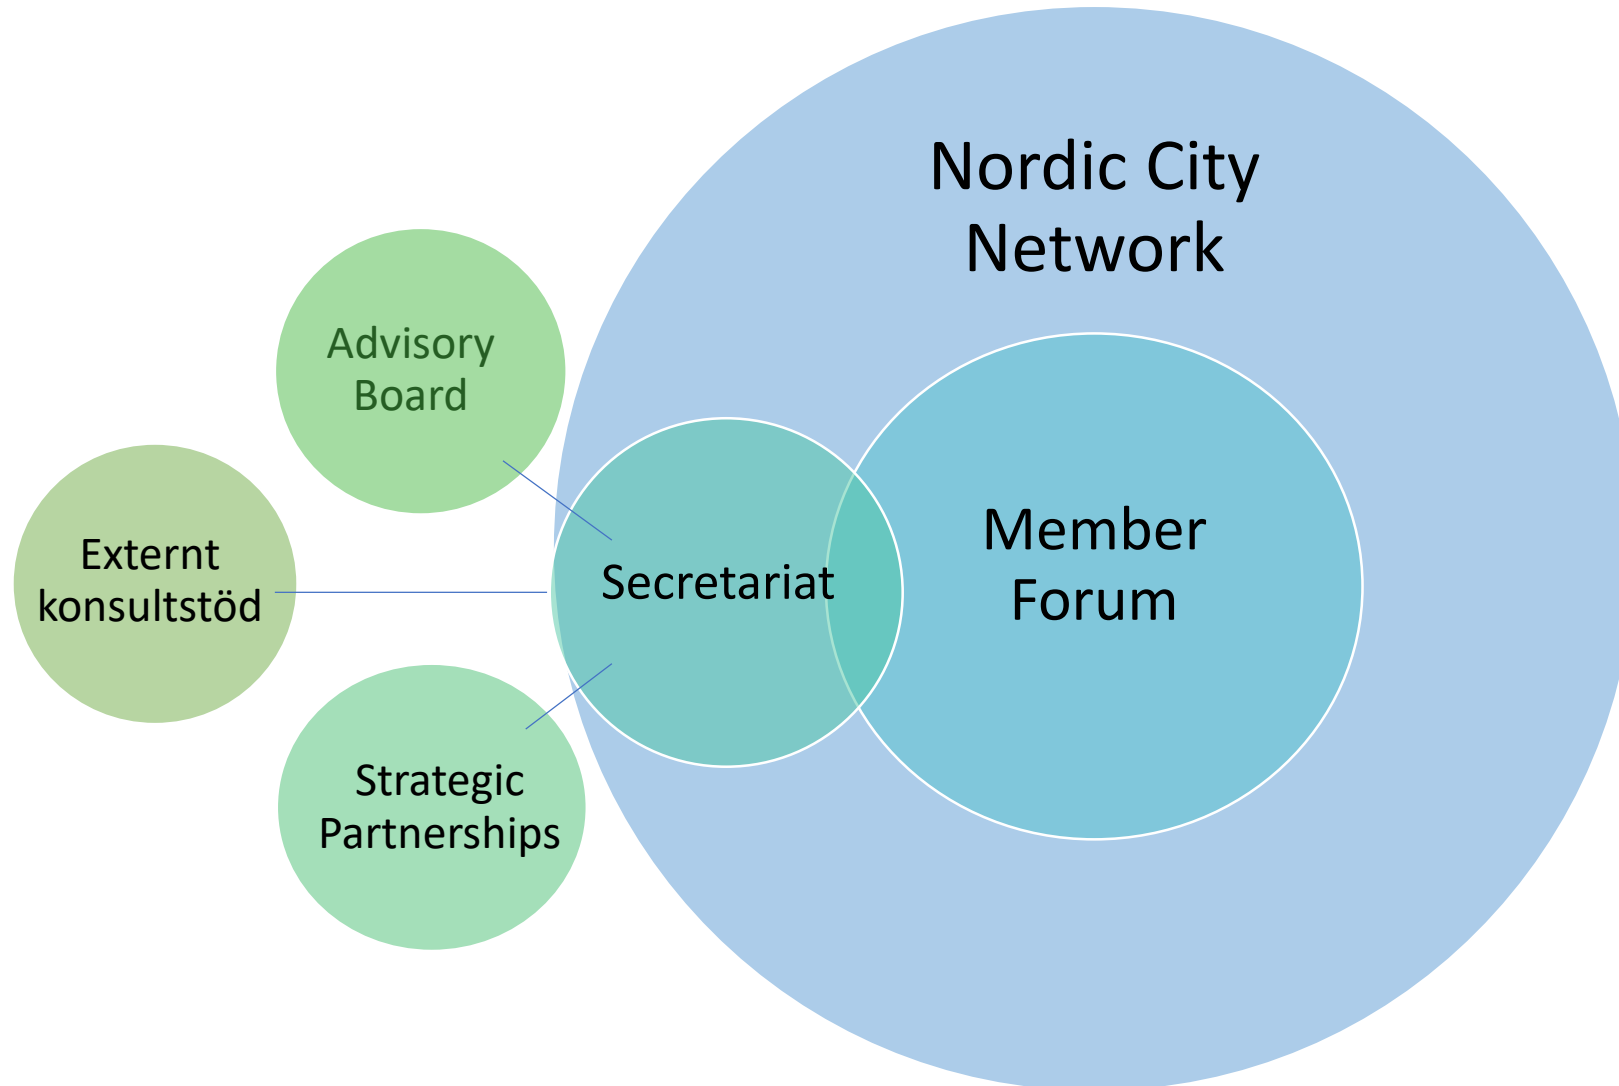 Nordic City
Network
Advisory
Board
Externt
konsultstöd
Secretariat
Member
Forum
Strategic
Partnerships